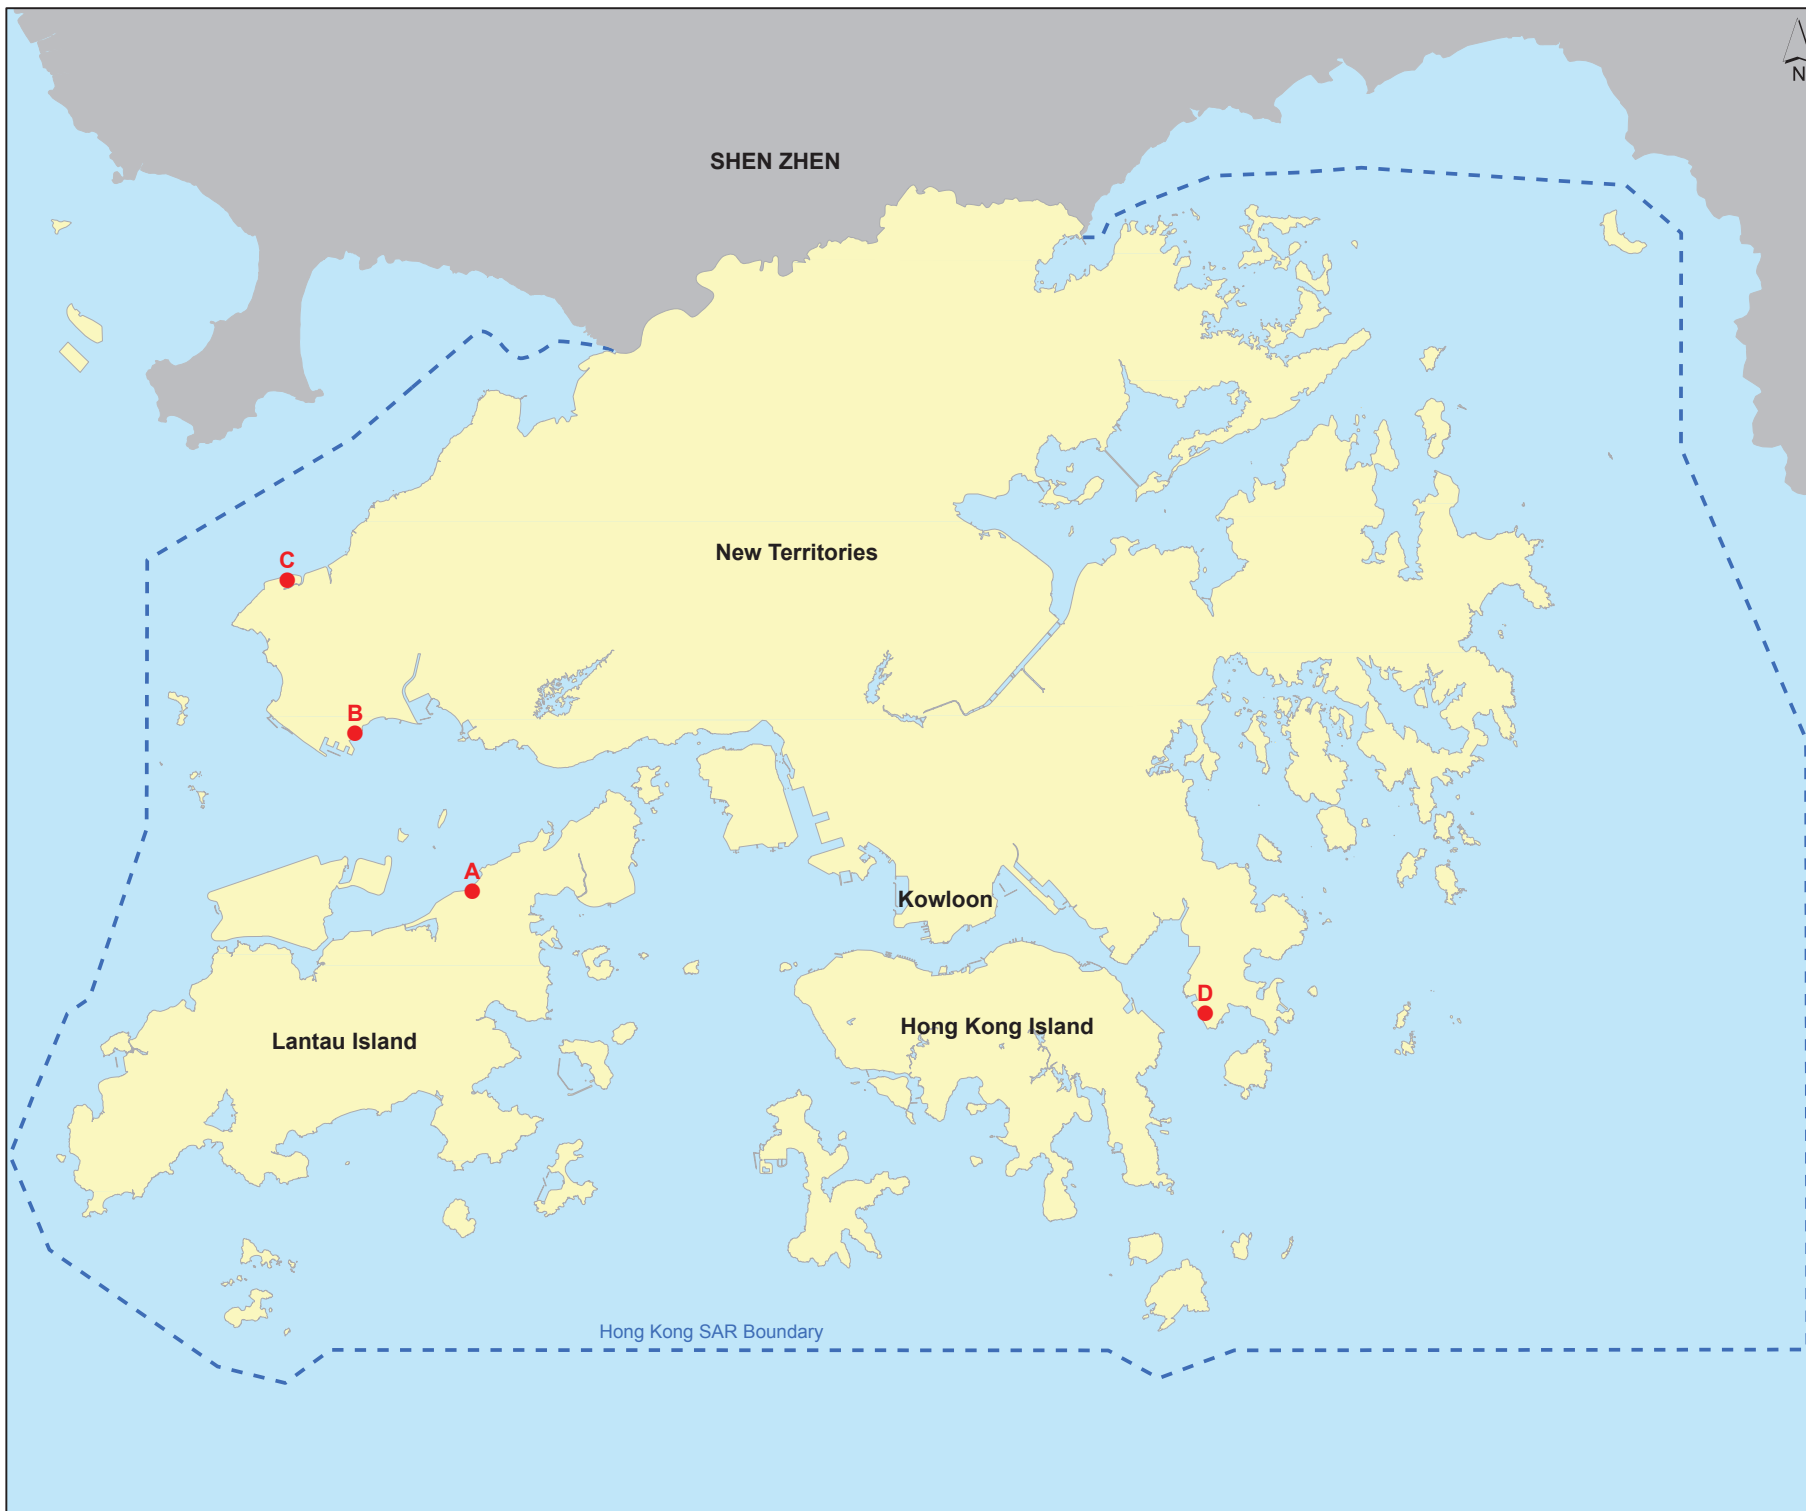 N
SHEN ZHEN
New Territories
C
B
A
Kowloon
D
Hong Kong Island
Lantau Island
Hong Kong SAR Boundary